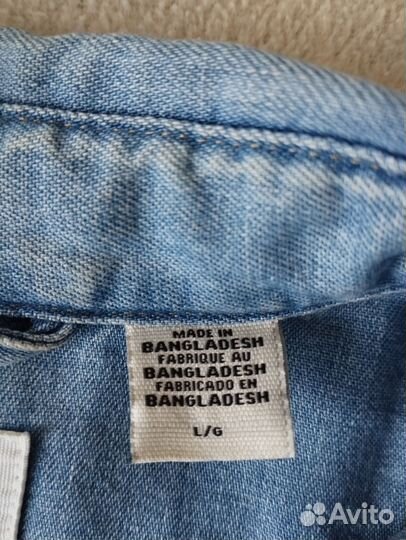 MADE IN
BANGLADESH
FABRIQUE AU
BANGLADESH
FABRICADO EN
BANGLADESH
L/G
Avito